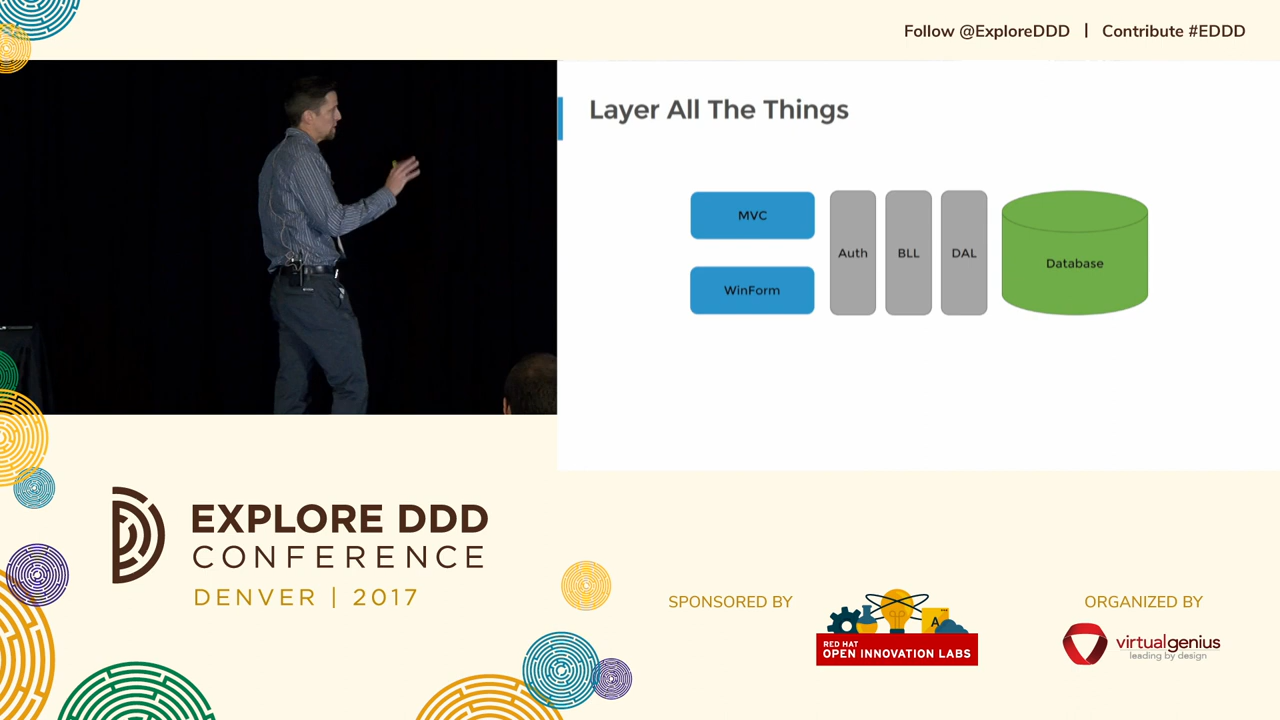 Follow @ExploreDDD | Contribute #EDDD
Layer All The Things
MVC
WinForm
Auth
BLL
DAL
Database
EXPLORE DDD
CONFERENCE
DENVER | 2017
SPONSORED BY
A
RED HAT
OPEN INNOVATION LABS
ORGANIZED BY
virtualgenius
leading by design